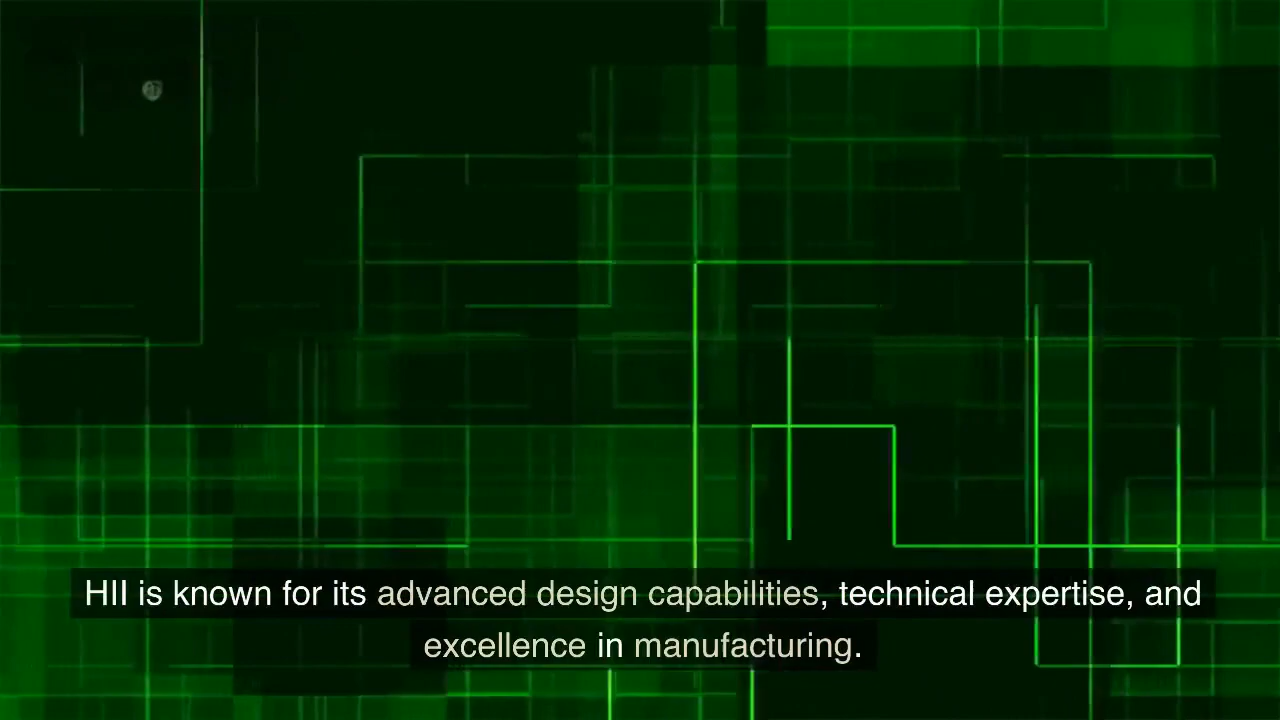 HII is known for its advanced design capabilities, technical expertise, and
excellence in manufacturing.